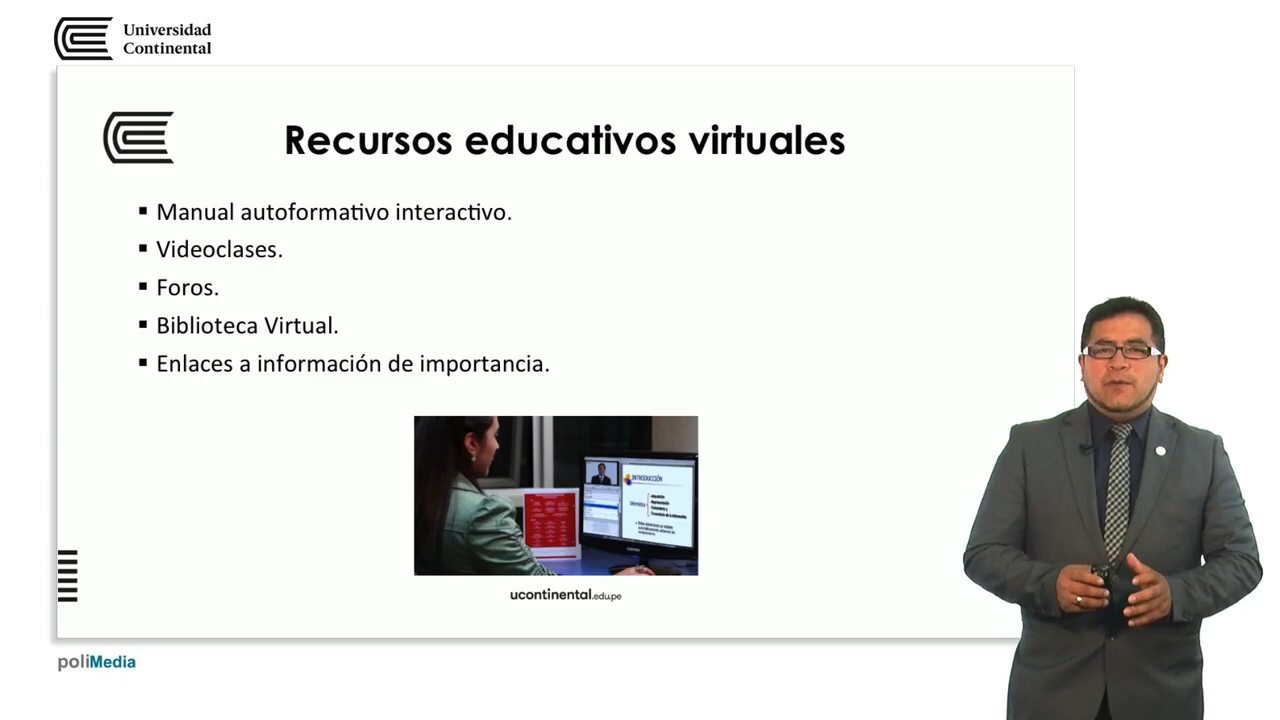 Universidad
Continental
Recursos educativos virtuales
▪ Manual autoformativo interactivo.
▪ Videoclases.
▪ Foros.
▪ Biblioteca Virtual.
▪ Enlaces a información de importancia.
INTRODUCCIÓN
ucontinental.edu.pe
poliMedia